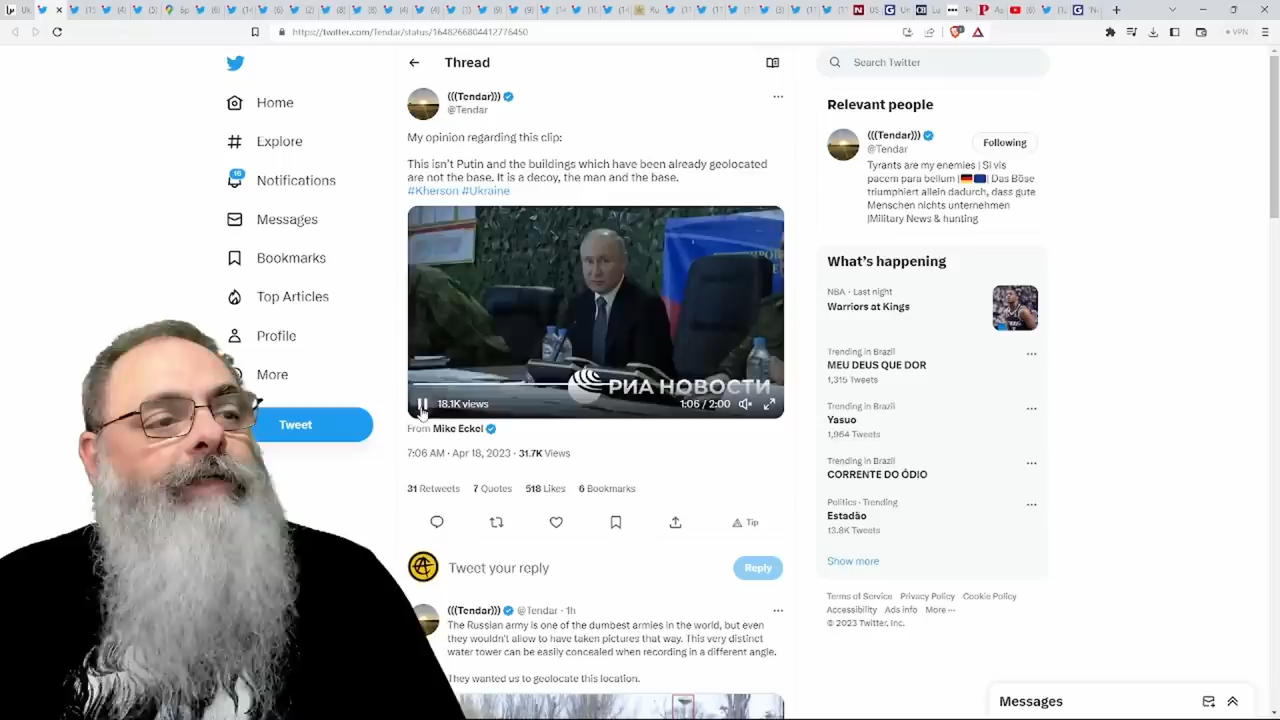 https://twitter.com/Tendar/status/1648266804412776450
VPN
Home
Explore
16
Notifications
Messages
Bookmarks
Top Articles
Profile
More
Tweet
Thread
(((Tendar)))
@Tendar
My opinion regarding this clip:
This isn't Putin and the buildings which have been already geolocated
are not the base. It is a decoy, the man and the base.
#Kherson #Ukraine
РИА НОВОСТИ
18.1K views
1:06 / 2:00
From Mike Eckel
7:06 AM · Apr 18, 2023 · 31.7K Views
31 Retweets 7 Quotes 518 Likes 6 Bookmarks
Tip
Tweet your reply
Reply
(((Tendar))) @Tendar · 1h
The Russian army is one of the dumbest armies in the world, but even
they wouldn't allow to have taken pictures that way. This very distinct
water tower can be easily concealed when recording in a different angle.
They wanted us to geolocate this location.
Search Twitter
Relevant people
(((Tendar)))
@Tendar
Following
Tyrants are my enemies | Si vis
pacem para bellum | | Das Böse
triumphiert allein dadurch, dass gute
Menschen nichts unternehmen
|Military News & hunting
What's happening
NBA · Last night
Warriors at Kings
Trending in Brazil
MEU DEUS QUE DOR
1,315 Tweets
Trending in Brazil
Yasuo
1,964 Tweets
Trending in Brazil
CORRENTE DO ÓDIO
Politics · Trending
Estadão
13.8K Tweets
Show more
Terms of Service Privacy Policy Cookie Policy
Accessibility Ads info More ···
© 2023 Twitter, Inc.
Messages